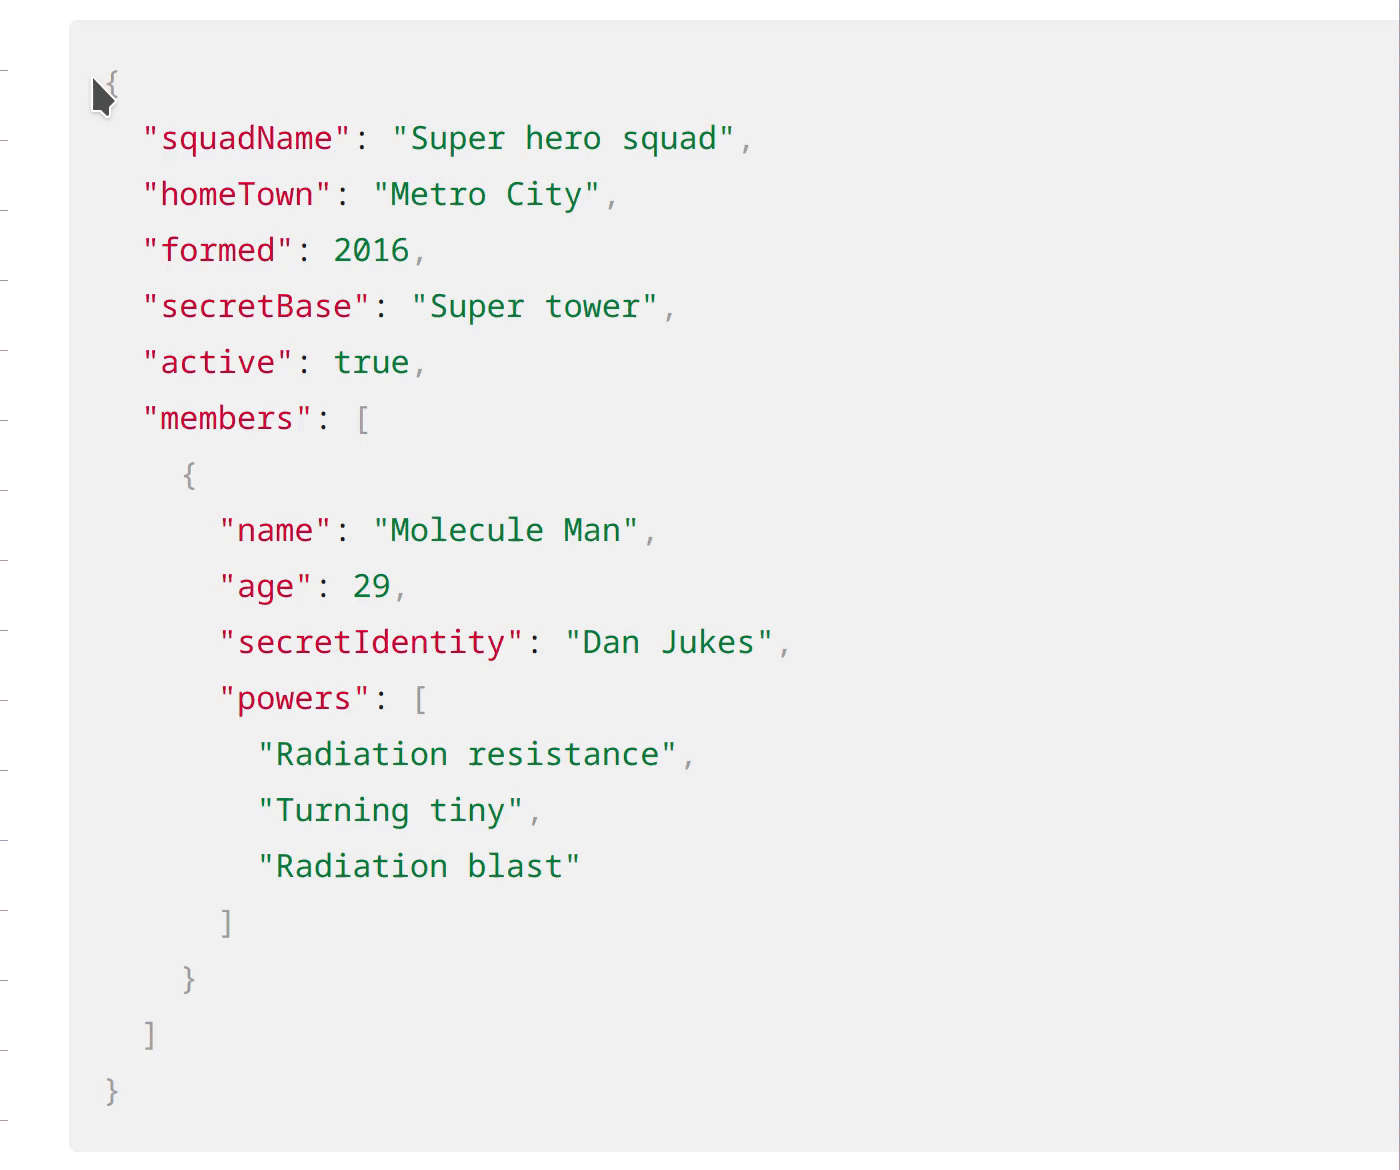 {
  "squadName": "Super hero squad",
  "homeTown": "Metro City",
  "formed": 2016,
  "secretBase": "Super tower",
  "active": true,
  "members": [
    {
      "name": "Molecule Man",
      "age": 29,
      "secretIdentity": "Dan Jukes",
      "powers": [
        "Radiation resistance",
        "Turning tiny",
        "Radiation blast"
      ]
    }
  ]
}